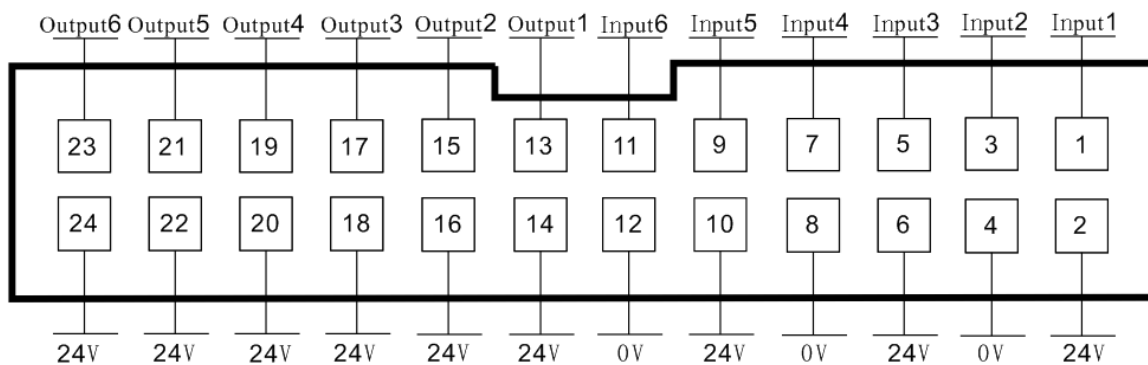 Output6 Output5 Output4 Output3 Output2 Output1 Input6 Input5 Input4 Input3 Input2 Input1
23 21 19 17 15 13 11 9 7 5 3 1
24 22 20 18 16 14 12 10 8 6 4 2
24V 24V 24V 24V 24V 24V 0V 24V 0V 24V 0V 24V